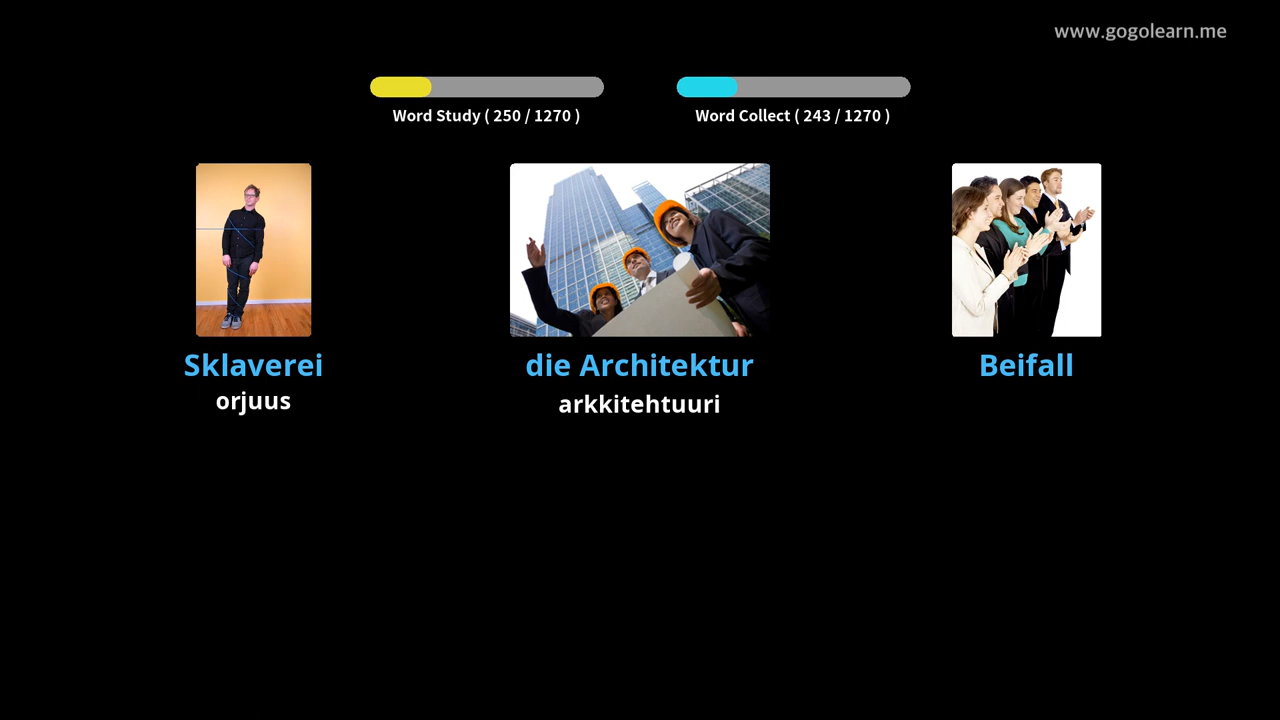 www.gogolearn.me
Word Study ( 250 / 1270 )
Word Collect ( 243 / 1270 )
Sklaverei
orjuus
die Architektur
arkkitehtuuri
Beifall